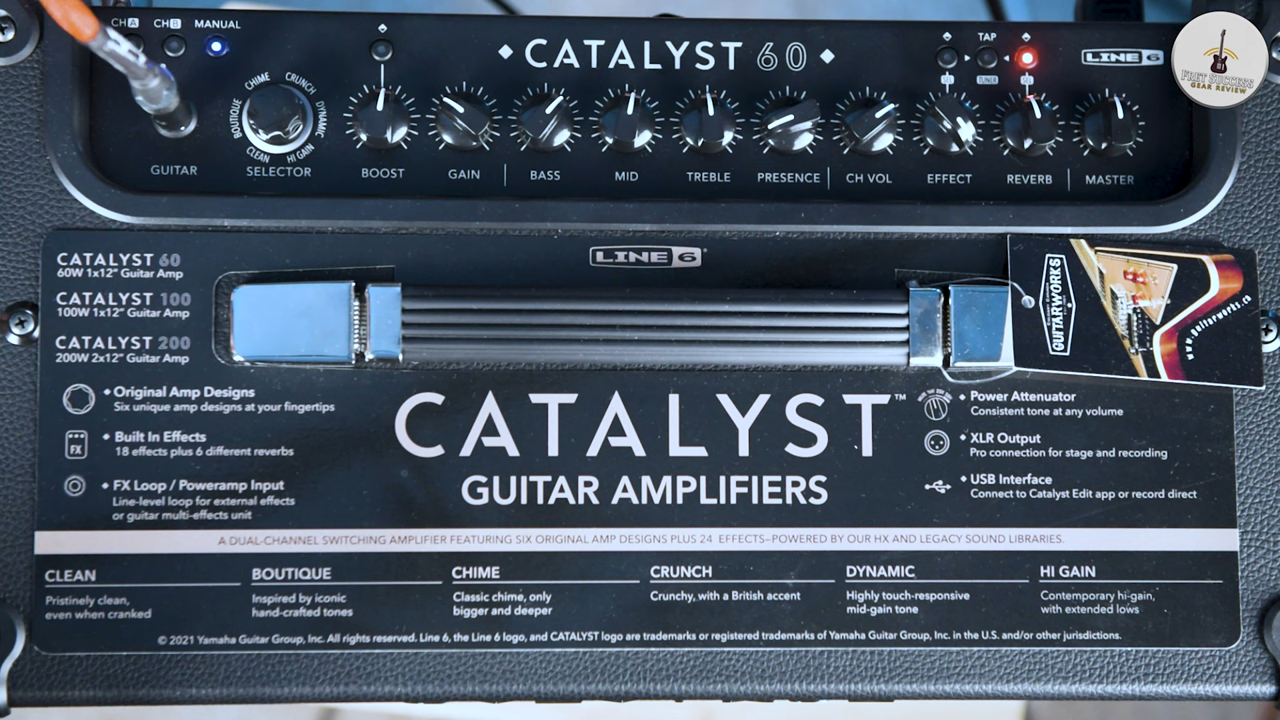 CH A CH B MANUAL
CATALYST 60
TAP
TUNER
LINE 6
FRET SUCCESS
GEAR REVIEW
BOUTIQUE CHIME CRUNCH DYNAMIC
CLEAN HI GAIN
GUITAR SELECTOR BOOST GAIN BASS MID TREBLE PRESENCE CH VOL EFFECT REVERB MASTER
LINE 6
CATALYST 60
60W 1x12" Guitar Amp
CATALYST 100
100W 1x12" Guitar Amp
CATALYST 200
200W 2x12" Guitar Amp
GUITARWORKS
www.guitarworks.ca
Original Amp Designs
Six unique amp designs at your fingertips
FX
Built In Effects
18 effects plus 6 different reverbs
FX Loop / Poweramp Input
Line-level loop for external effects
or guitar multi-effects unit
CATALYST™
GUITAR AMPLIFIERS
Power Attenuator
Consistent tone at any volume
XLR Output
Pro connection for stage and recording
USB Interface
Connect to Catalyst Edit app or record direct
A DUAL-CHANNEL SWITCHING AMPLIFIER FEATURING SIX ORIGINAL AMP DESIGNS PLUS 24 EFFECTS–POWERED BY OUR HX AND LEGACY SOUND LIBRARIES.
CLEAN
Pristinely clean,
even when cranked
BOUTIQUE
Inspired by iconic
hand-crafted tones
CHIME
Classic chime, only
bigger and deeper
CRUNCH
Crunchy, with a British accent
DYNAMIC
Highly touch-responsive
mid-gain tone
HI GAIN
Contemporary hi-gain,
with extended lows
© 2021 Yamaha Guitar Group, Inc. All rights reserved. Line 6, the Line 6 logo, and CATALYST logo are trademarks or registered trademarks of Yamaha Guitar Group, Inc. in the U.S. and/or other jurisdictions.